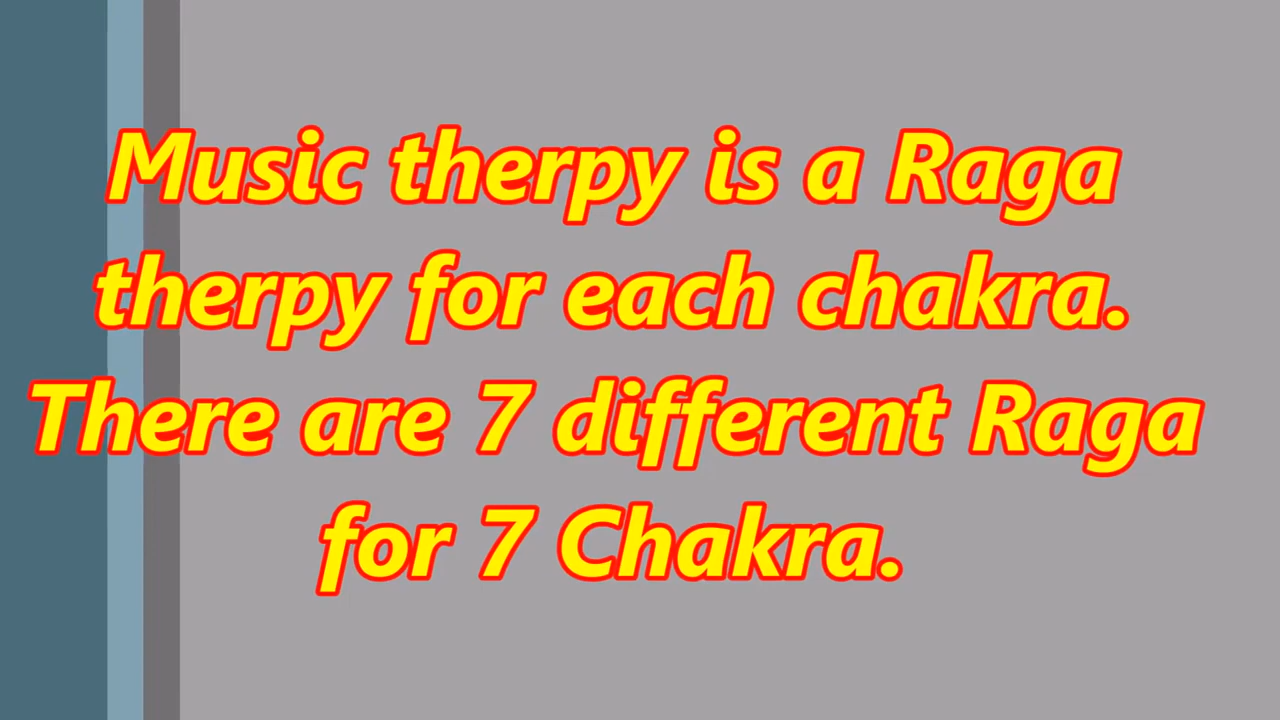 Music therpy is a Raga
therpy for each chakra.
There are 7 different Raga
for 7 Chakra.